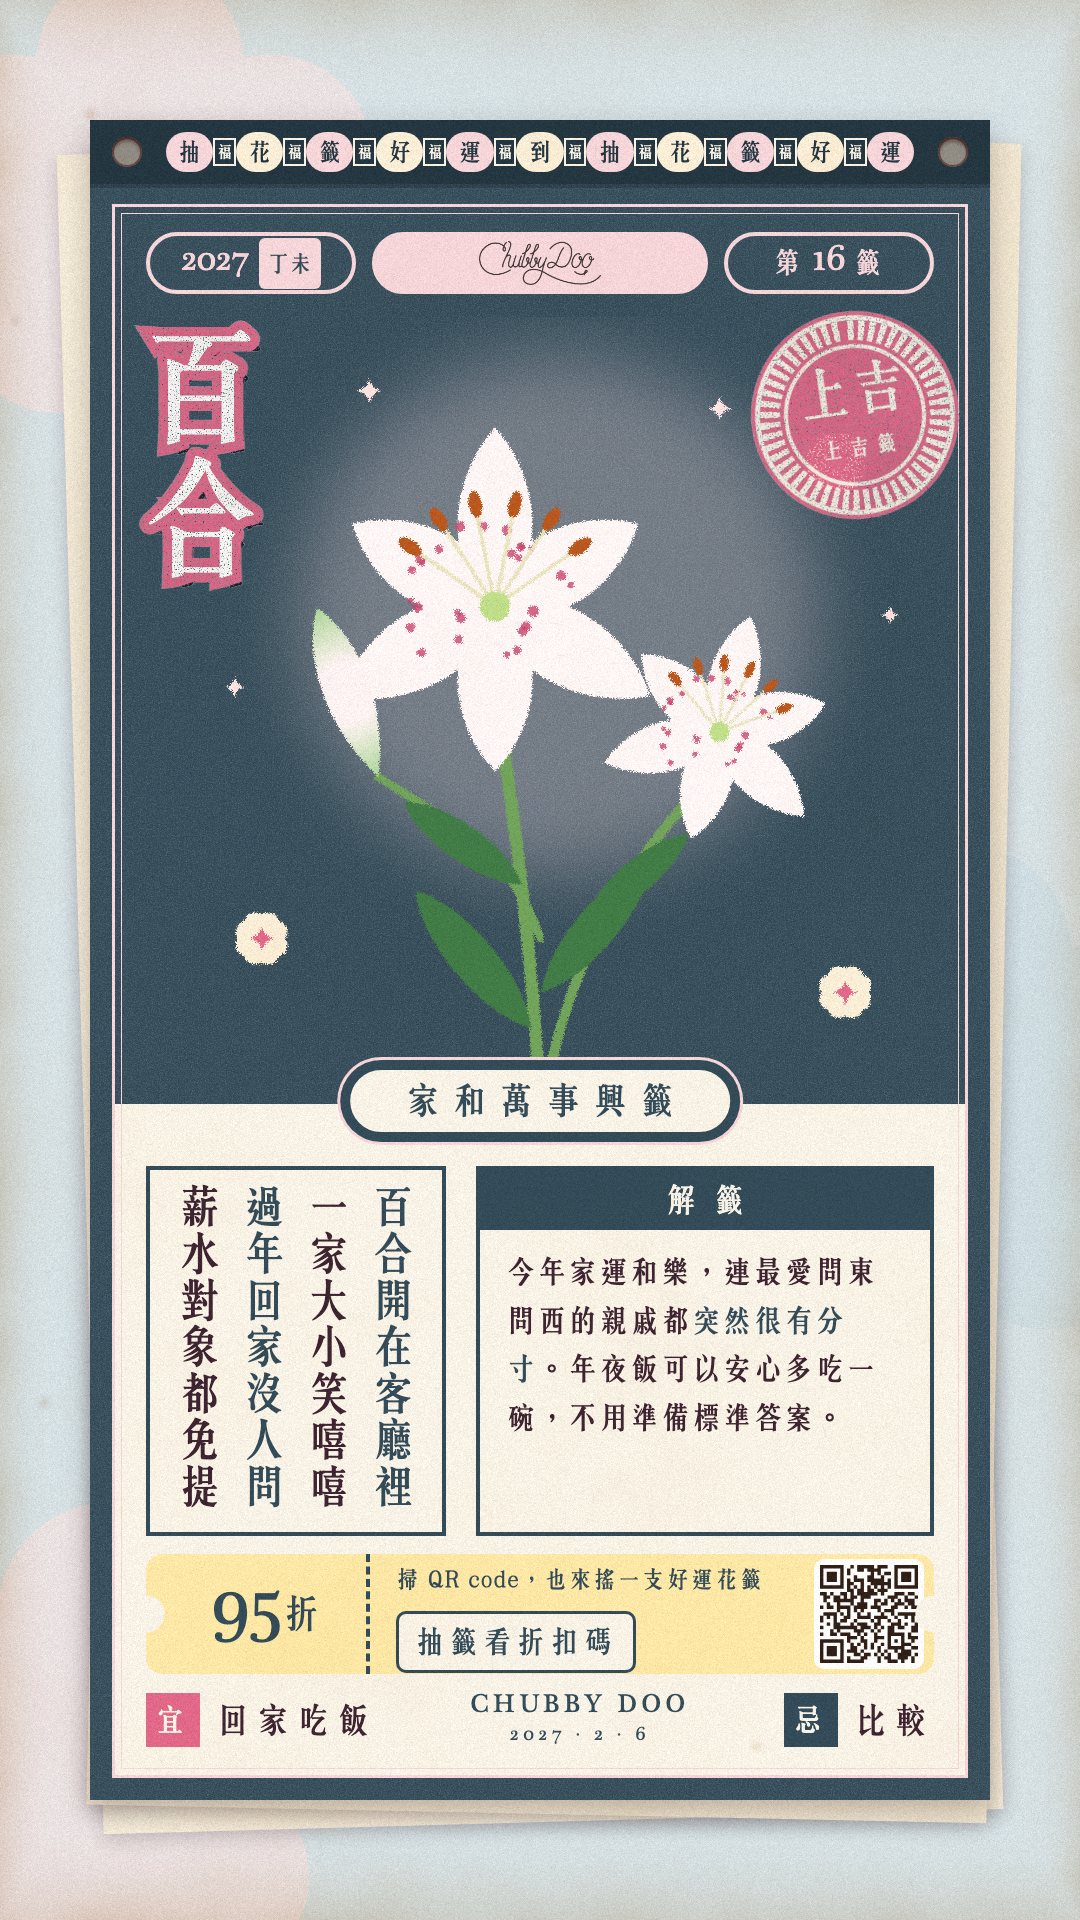 抽福花福籤福好福運福到福抽福花福籤福好福運
2027 丁未
Chubby Doo
第 16 籤
百合
上吉
上吉籤
家和萬事興籤
百合開在客廳裡
一家大小笑嘻嘻
過年回家沒人問
薪水對象都免提
解籤
今年家運和樂，連最愛問東
問西的親戚都突然很有分
寸。年夜飯可以安心多吃一
碗，不用準備標準答案。
95折
掃 QR code，也來搖一支好運花籤
抽籤看折扣碼
宜 回家吃飯
CHUBBY DOO
2027 · 2 · 6
忌 比較